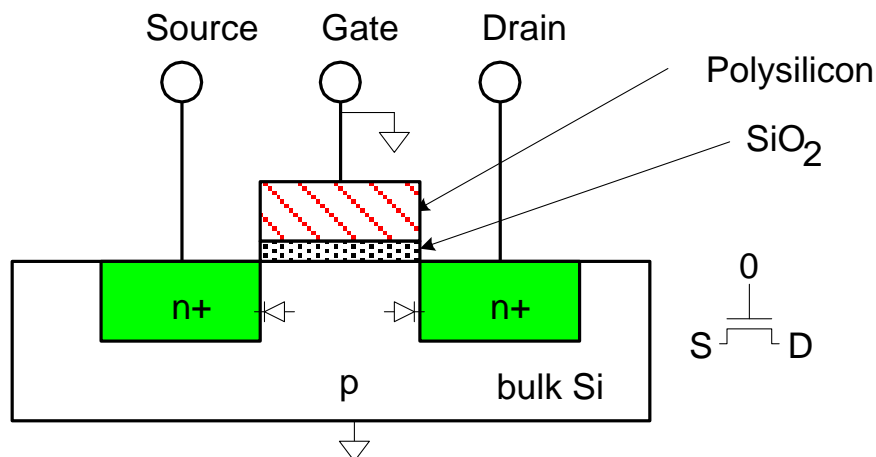 Source Gate Drain
Polysilicon
SiO2
0
n+ n+
S D
p bulk Si